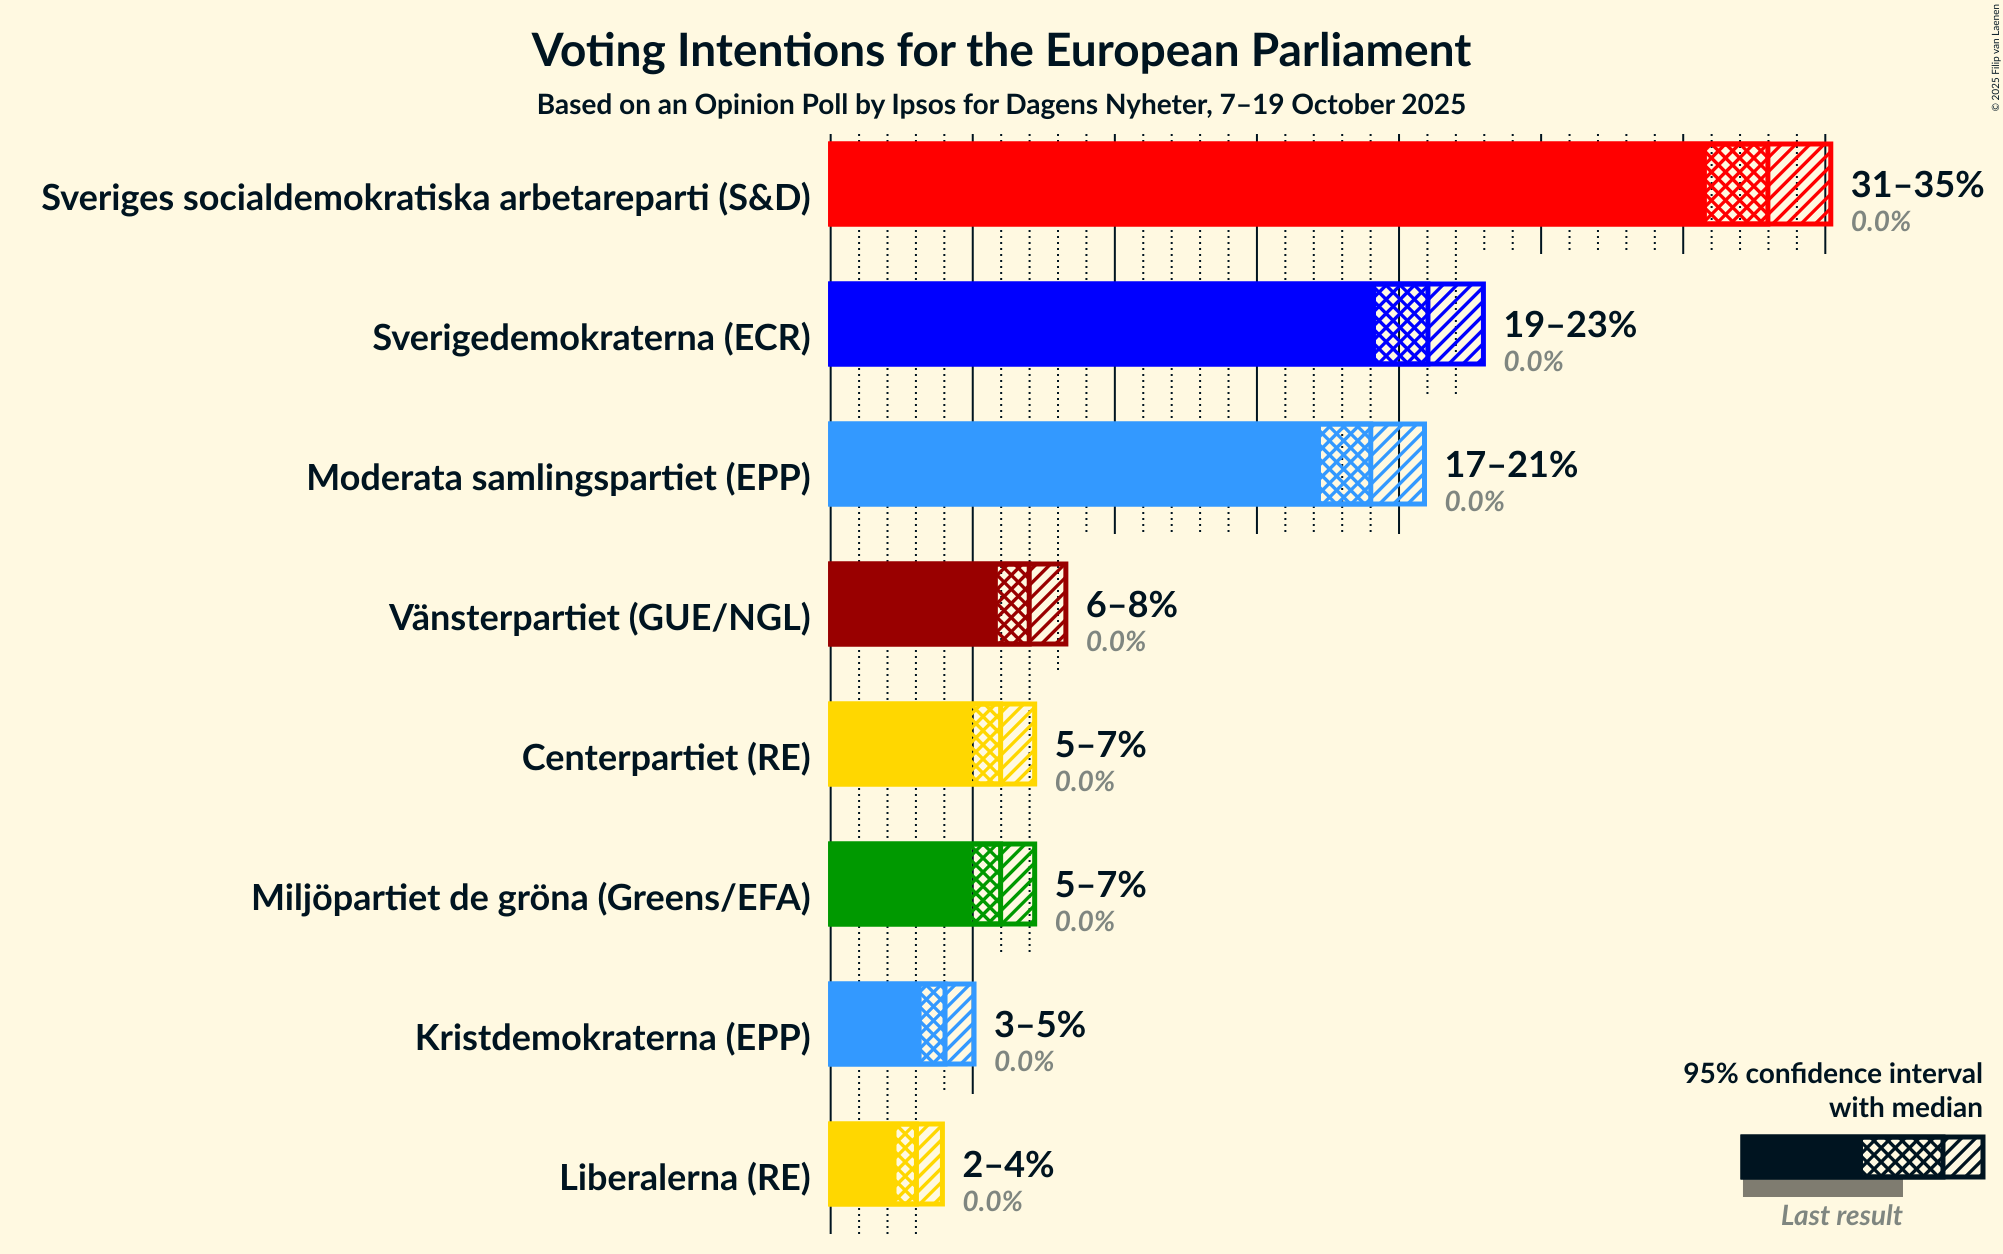 Voting Intentions for the European Parliament
Based on an Opinion Poll by Ipsos for Dagens Nyheter, 7–19 October 2025
© 2025 Filip van Laenen
Sveriges socialdemokratiska arbetareparti (S&D)
31–35%
0.0%
Sverigedemokraterna (ECR)
19–23%
0.0%
Moderata samlingspartiet (EPP)
17–21%
0.0%
Vänsterpartiet (GUE/NGL)
6–8%
0.0%
Centerpartiet (RE)
5–7%
0.0%
Miljöpartiet de gröna (Greens/EFA)
5–7%
0.0%
Kristdemokraterna (EPP)
3–5%
0.0%
Liberalerna (RE)
2–4%
0.0%
95% confidence interval
with median
Last result